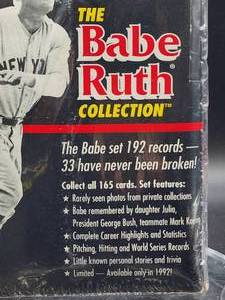 THE
Babe
Ruth®
COLLECTION™
The Babe set 192 records —
33 have never been broken!
Collect all 165 cards. Set features:
★ Rarely seen photos from private collections
★ Babe remembered by daughter Julia,
President George Bush, teammate Mark Koenig
★ Complete Career Highlights and Statistics
★ Pitching, Hitting and World Series Records
★ Little known personal stories and trivia
★ Limited — Available only in 1992!
NEW YORK